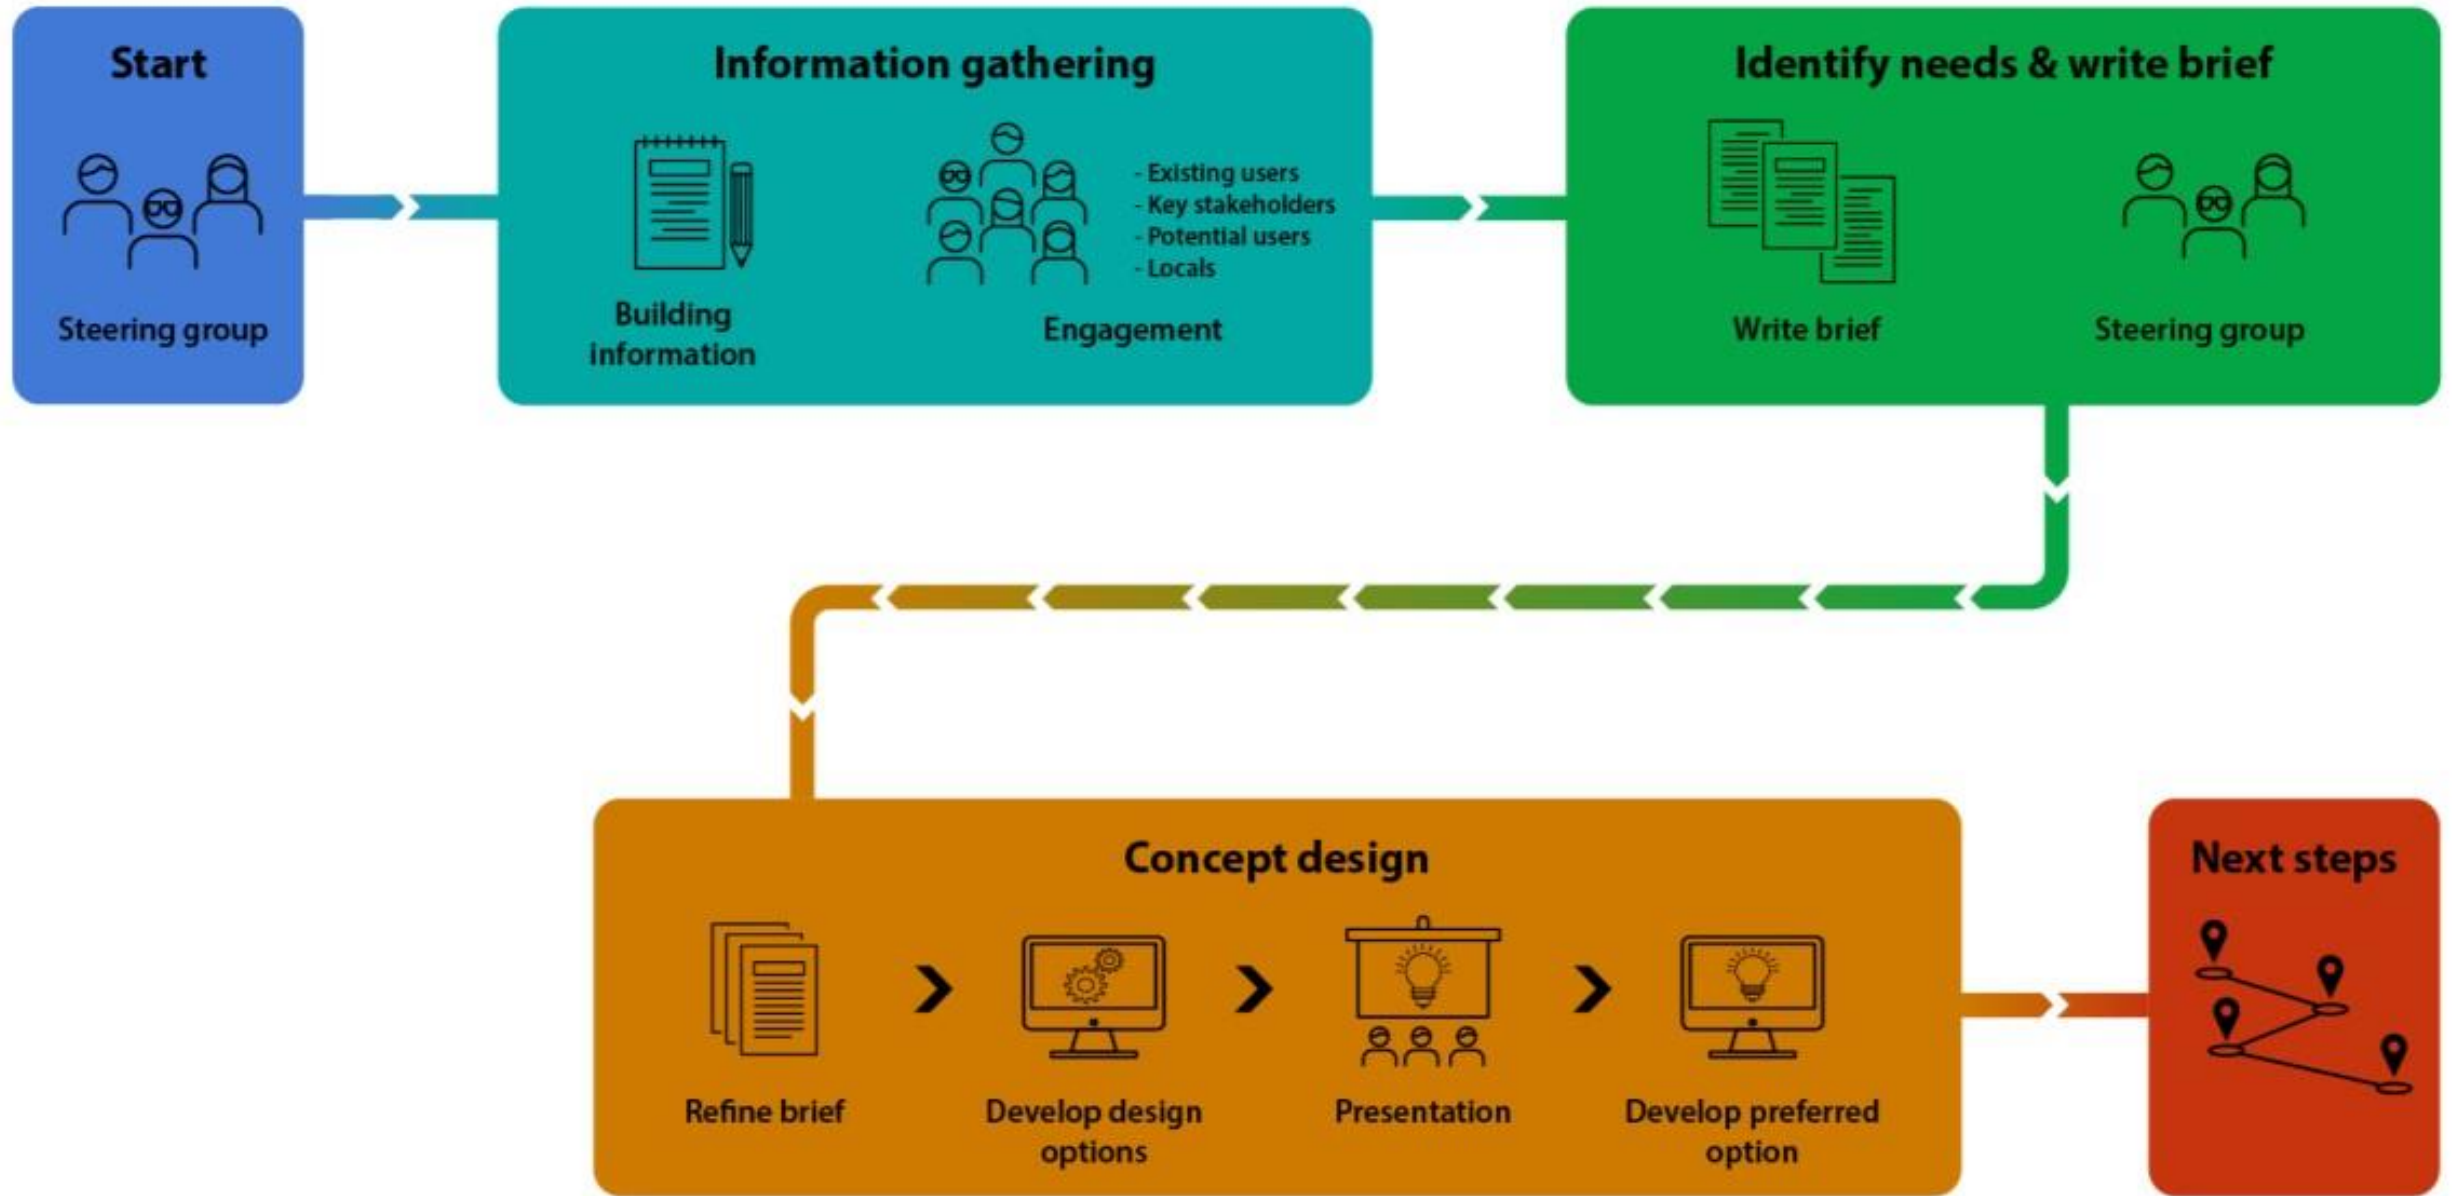 Start
Steering group
Information gathering
Building
information
- Existing users
- Key stakeholders
- Potential users
- Locals
Engagement
Identify needs & write brief
Write brief
Steering group
Concept design
Refine brief
Develop design
options
Presentation
Develop preferred
option
Next steps